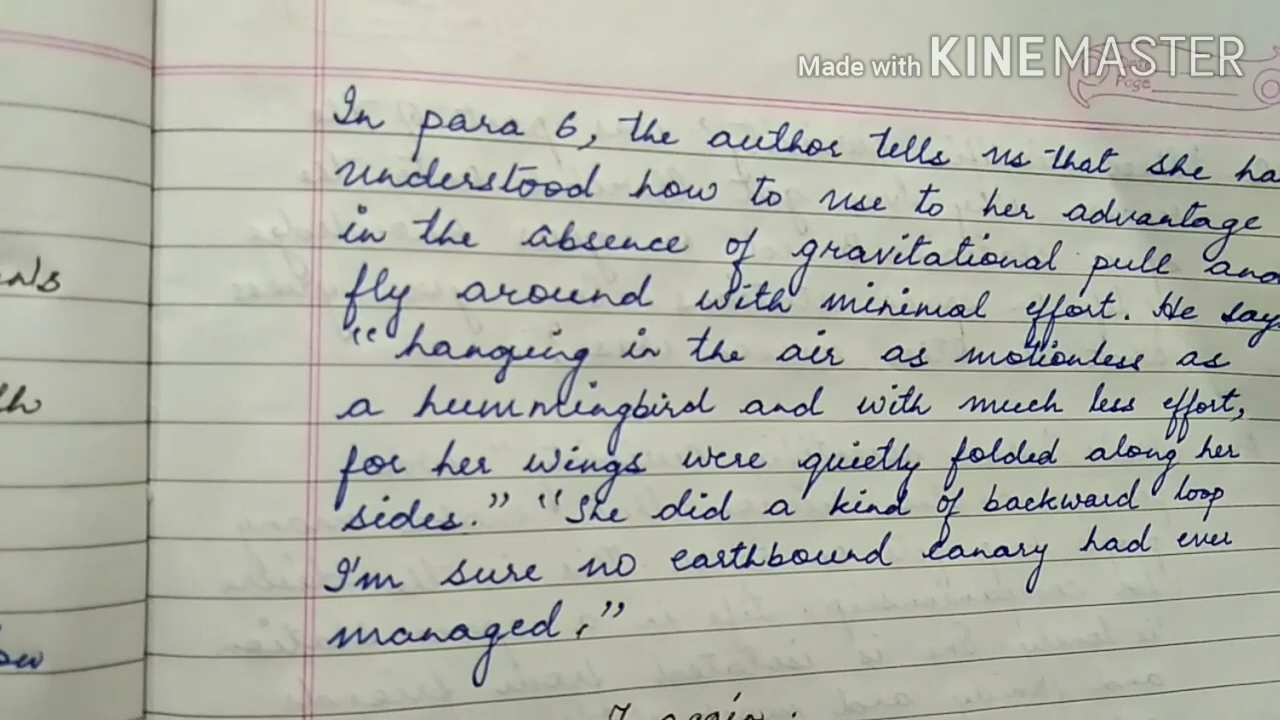 Made with KINEMASTER
Page
In para 6, the author tells us that she ha
understood how to use to her advantage
in the absence of gravitational pull and
fly around with minimal effort. He say
"hanging in the air as motionless as
a hummingbird and with much less effort,
for her wings were quietly folded along her
sides." "She did a kind of backward loop
I'm sure no earthbound canary had ever
managed."